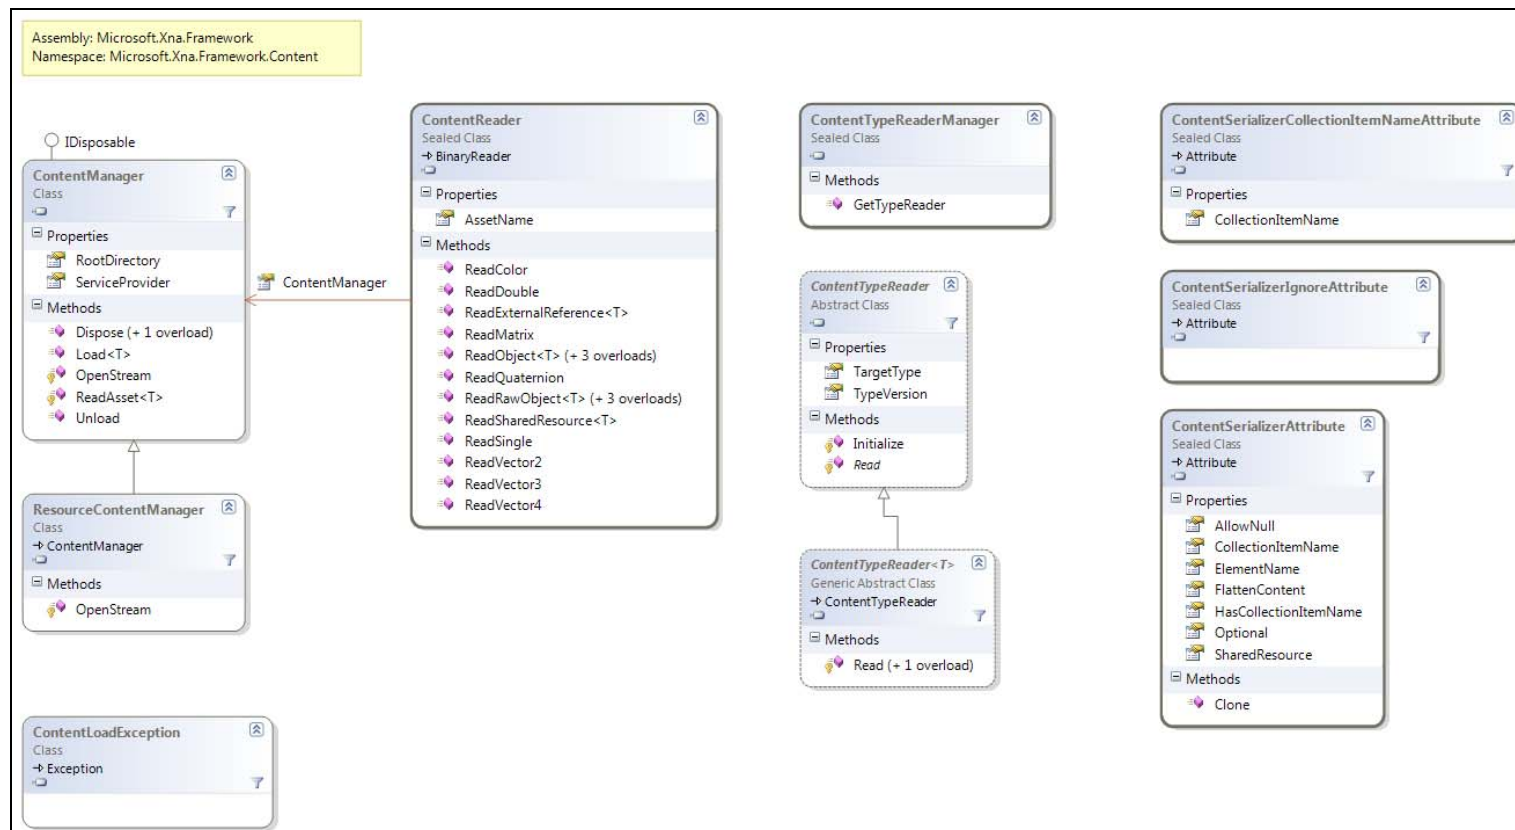 Assembly: Microsoft.Xna.Framework
Namespace: Microsoft.Xna.Framework.Content
IDisposable
ContentManager
Class
Properties
RootDirectory
ServiceProvider
Methods
Dispose (+ 1 overload)
Load<T>
OpenStream
ReadAsset<T>
Unload
ResourceContentManager
Class
ContentManager
Methods
OpenStream
ContentLoadException
Class
Exception
ContentManager
ContentReader
Sealed Class
BinaryReader
Properties
AssetName
Methods
ReadColor
ReadDouble
ReadExternalReference<T>
ReadMatrix
ReadObject<T> (+ 3 overloads)
ReadQuaternion
ReadRawObject<T> (+ 3 overloads)
ReadSharedResource<T>
ReadSingle
ReadVector2
ReadVector3
ReadVector4
ContentTypeReaderManager
Sealed Class
Methods
GetTypeReader
ContentTypeReader
Abstract Class
Properties
TargetType
TypeVersion
Methods
Initialize
Read
ContentTypeReader<T>
Generic Abstract Class
ContentTypeReader
Methods
Read (+ 1 overload)
ContentSerializerCollectionItemNameAttribute
Sealed Class
Attribute
Properties
CollectionItemName
ContentSerializerIgnoreAttribute
Sealed Class
Attribute
ContentSerializerAttribute
Sealed Class
Attribute
Properties
AllowNull
CollectionItemName
ElementName
FlattenContent
HasCollectionItemName
Optional
SharedResource
Methods
Clone